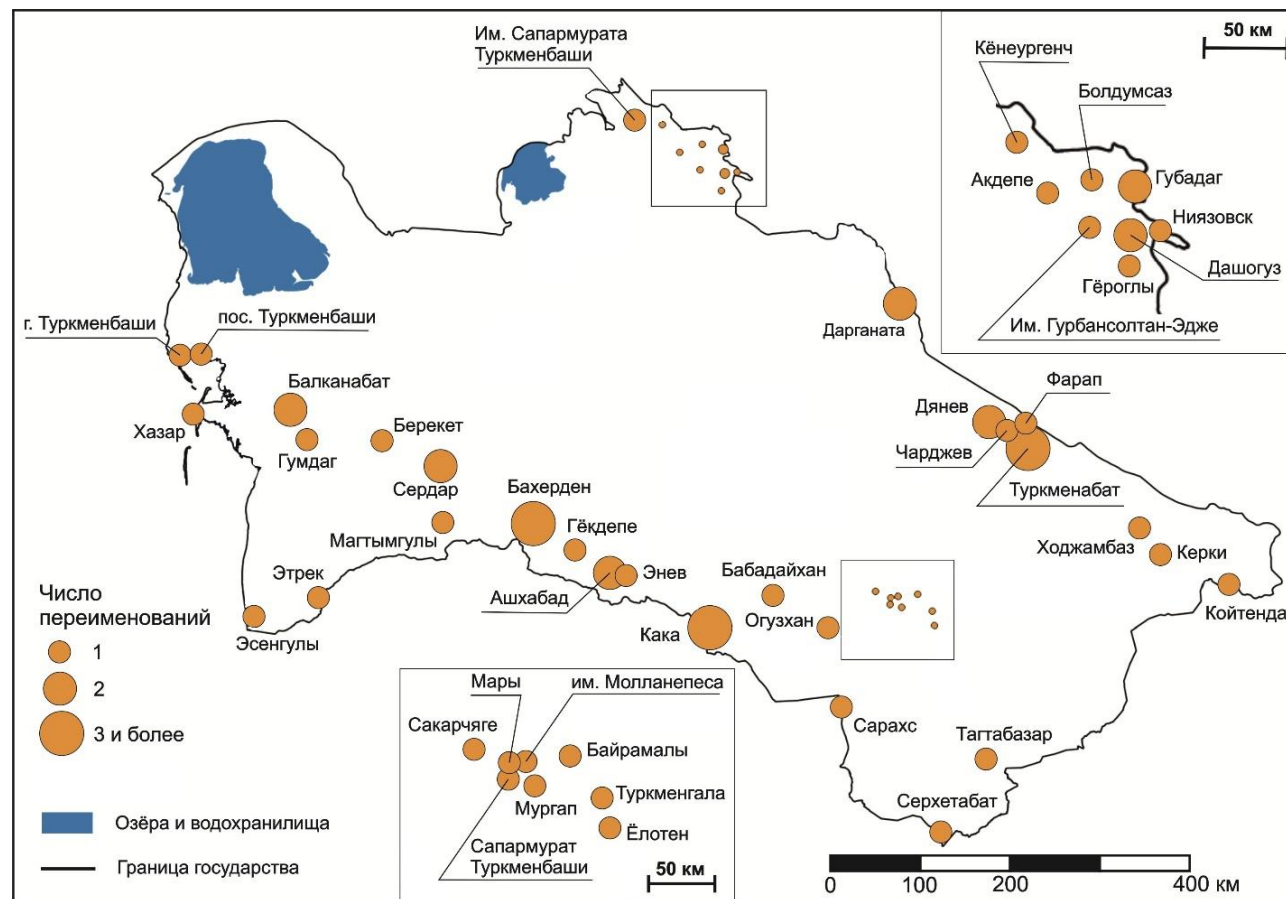 Им. Сапармурата
Туркменбаши
50 км
Кёнеургенч
Болдумсаз
Акдепе
Губадаг
Ниязовск
Дашогуз
Гёроглы
Им. Гурбансолтан-Эдже
г. Туркменбаши
пос. Туркменбаши
Дарганата
Хазар
Балканабат
Гумдаг
Берекет
Сердар
Фарап
Дянев
Чарджев
Туркменабат
Магтымгулы
Бахерден
Гёкдепе
Энев
Ашхабад
Этрек
Эсенгулы
Кака
Бабадайхан
Огузхан
Ходжамбаз
Керки
Койтенда
Сарахс
Тагтабазар
Серхетабат
Мары
им. Молланепеса
Сакарчяге
Байрамалы
Мургап
Туркменгала
Ёлотен
Сапармурат
Туркменбаши
50 км
Число
переименований
1
2
3 и более
Озёра и водохранилища
Граница государства
0 100 200 400 км